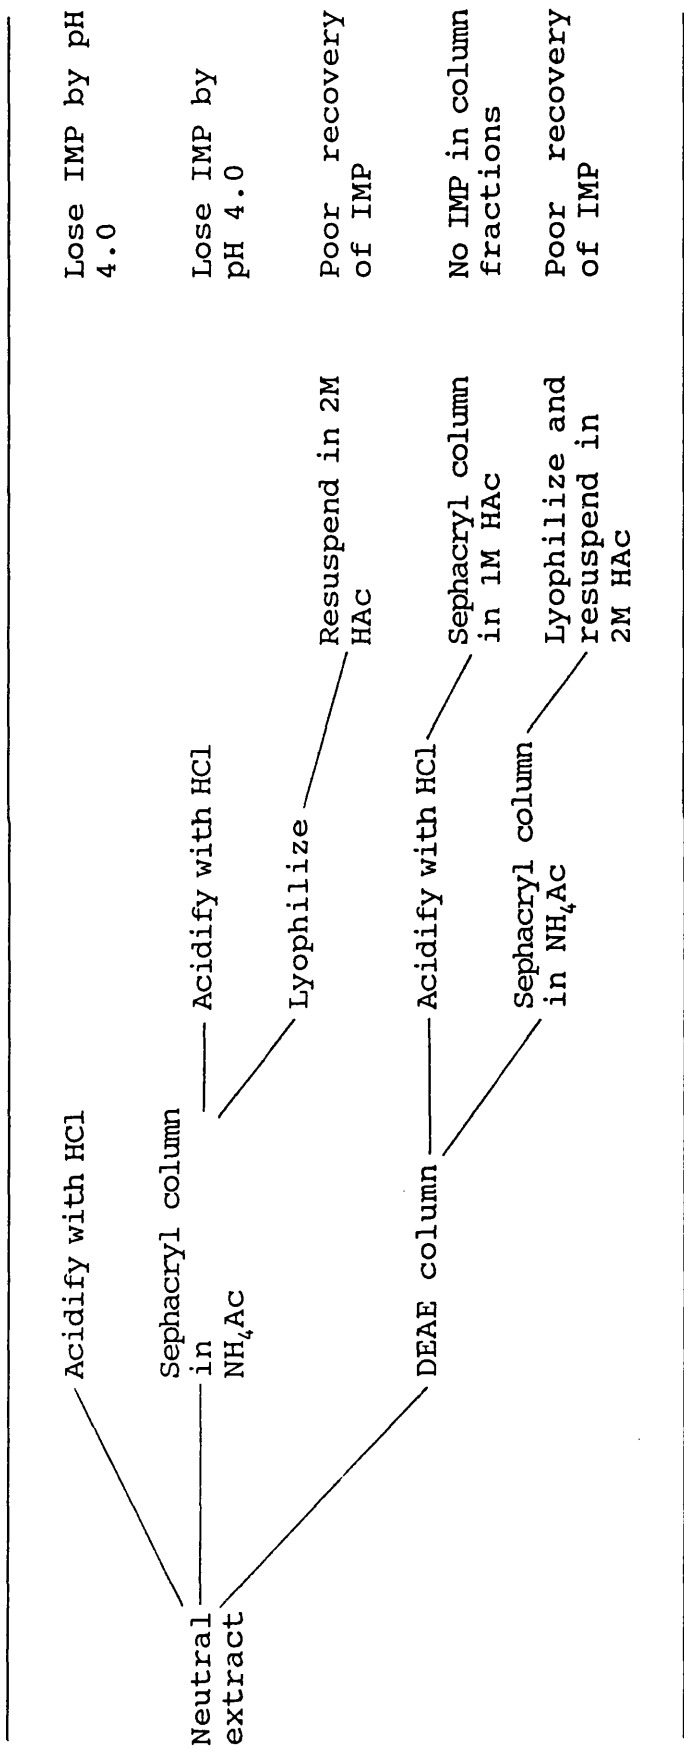 Neutral
extract
Acidify with HCl
Lose IMP by pH
4.0
Sephacryl column
in
NH₄Ac
Acidify with HCl
Lose IMP by
pH 4.0
Lyophilize
Resuspend in 2M
HAc
Poor recovery
of IMP
DEAE column
Acidify with HCl
Sephacryl column
in 1M HAc
No IMP in column
fractions
Sephacryl column
in NH₄Ac
Lyophilize and
resuspend in
2M HAc
Poor recovery
of IMP